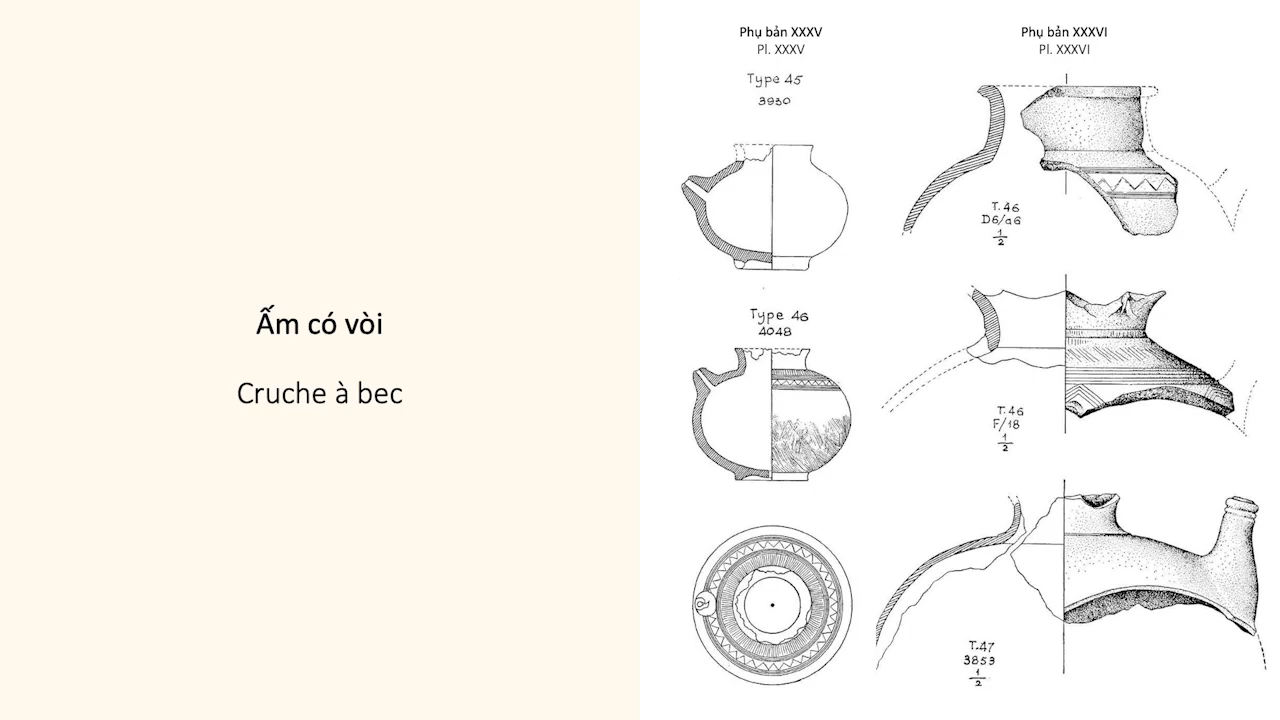 Ấm có vòi
Cruche à bec
Phụ bản XXXV
Pl. XXXV
Type 45
3930
Type 46
4048
Phụ bản XXXVI
Pl. XXXVI
T. 46
D6/a6
1/2
T. 46
F/18
1/2
T. 47
3853
1/2